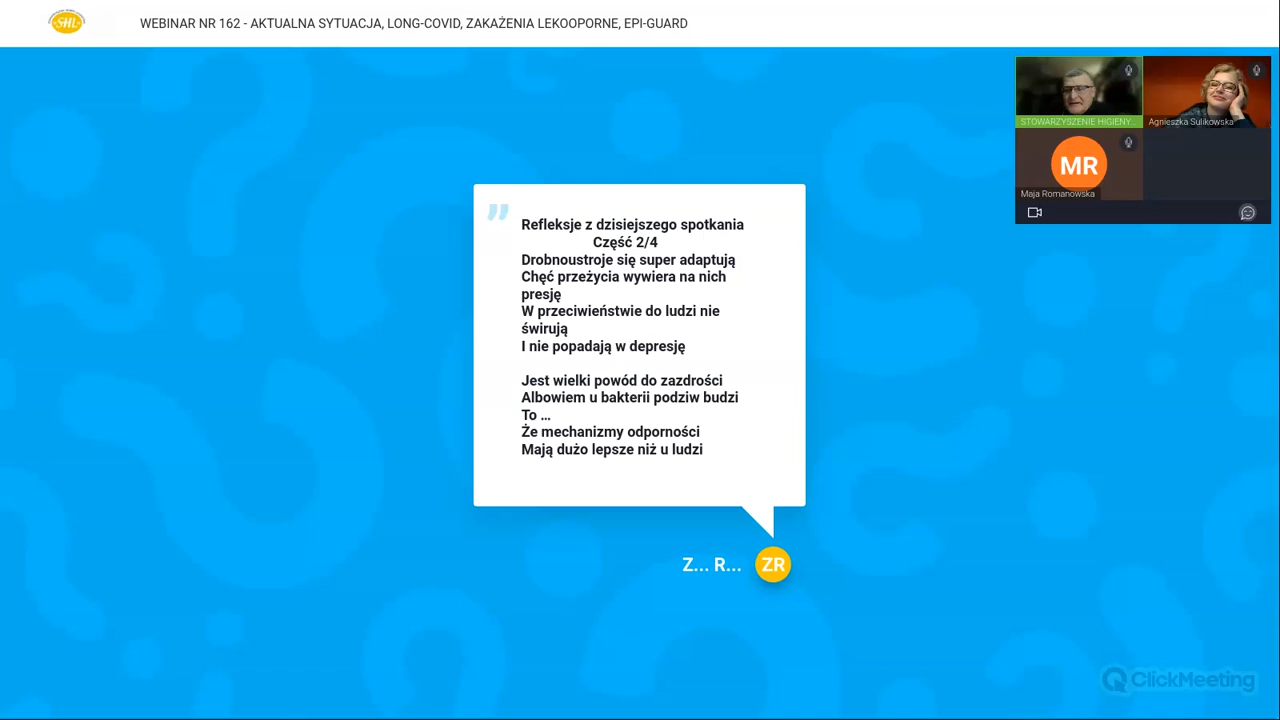 SHL
WEBINAR NR 162 - AKTUALNA SYTUACJA, LONG-COVID, ZAKAŻENIA LEKOOPORNE, EPI-GUARD
STOWARZYSZENIE HIGIENY...
Agnieszka Sulikowska
MR
Maja Romanowska
”
Refleksje z dzisiejszego spotkania
Część 2/4
Drobnoustroje się super adaptują
Chęć przeżycia wywiera na nich
presję
W przeciwieństwie do ludzi nie
świrują
I nie popadają w depresję
Jest wielki powód do zazdrości
Albowiem u bakterii podziw budzi
To ...
Że mechanizmy odporności
Mają dużo lepsze niż u ludzi
Z... R...
ZR
ClickMeeting